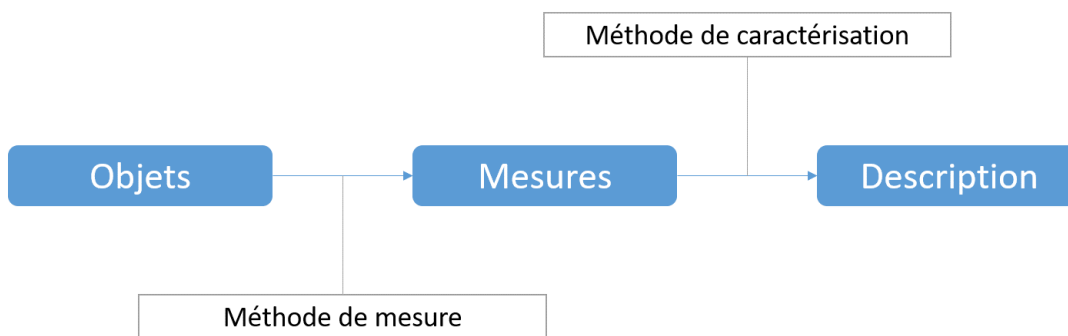 Méthode de caractérisation
Objets
Mesures
Description
Méthode de mesure